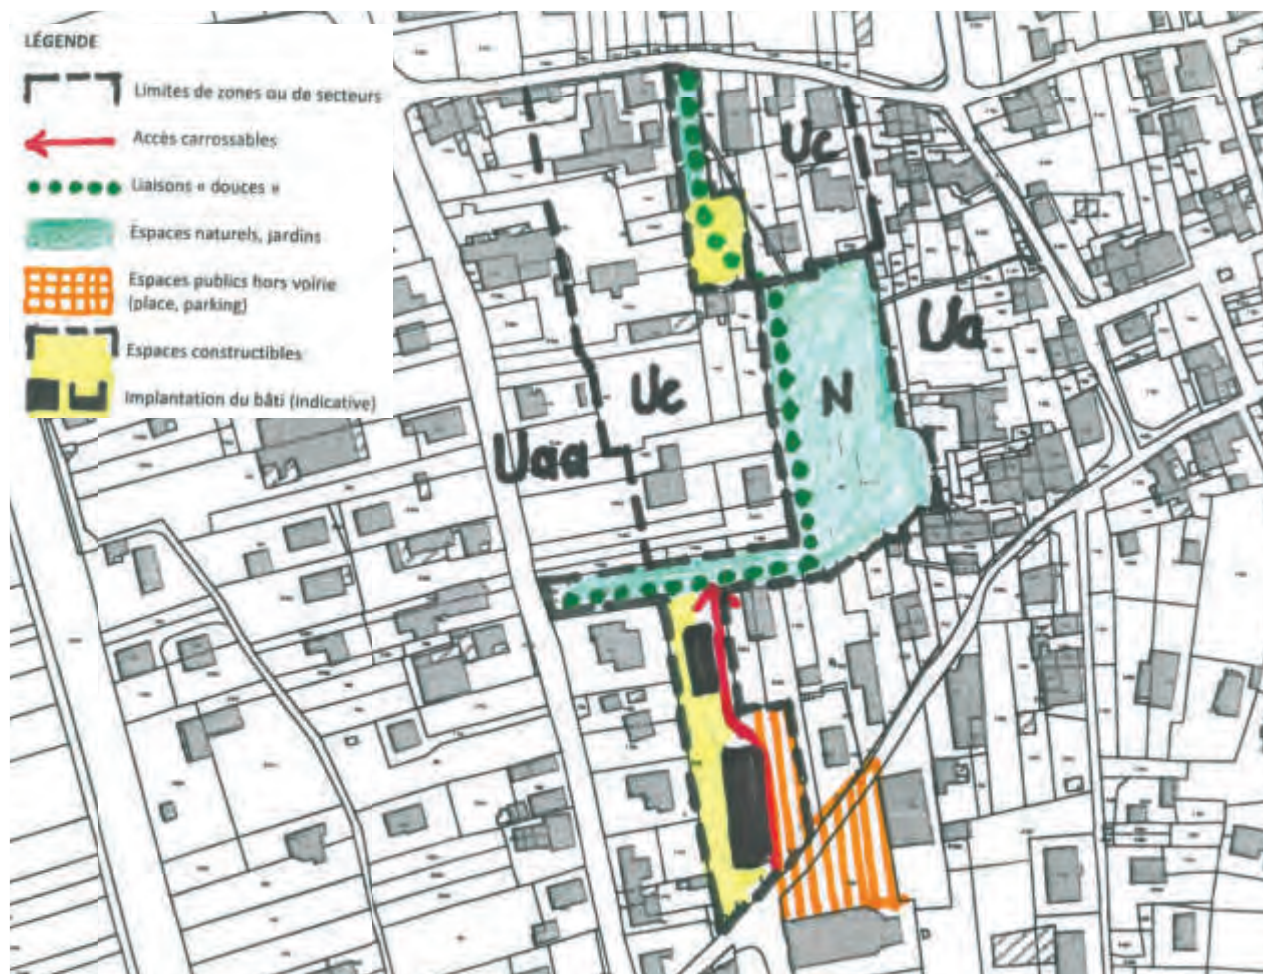 LÉGENDE
Limites de zones ou de secteurs
Accès carrossables
Liaisons « douces »
Espaces naturels, jardins
Espaces publics hors voirie
(place, parking)
Espaces constructibles
Implantation du bâti (indicative)
Uc
Ua
Uc
N
Uaa